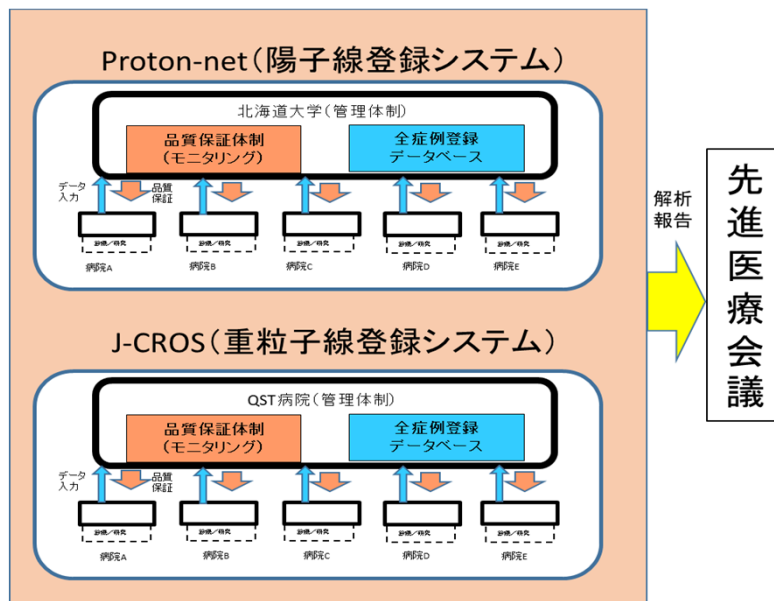 Proton-net(陽子線登録システム)
北海道大学(管理体制)
品質保証体制
(モニタリング)
全症例登録
データベース
データ
入力
品質
保証
診療/研究
診療/研究
診療/研究
診療/研究
診療/研究
病院A
病院B
病院C
病院D
病院E
J-CROS(重粒子線登録システム)
QST病院(管理体制)
品質保証体制
(モニタリング)
全症例登録
データベース
データ
入力
品質
保証
診療/研究
診療/研究
診療/研究
診療/研究
診療/研究
病院A
病院B
病院C
病院D
病院E
解析
報告
先進医療会議